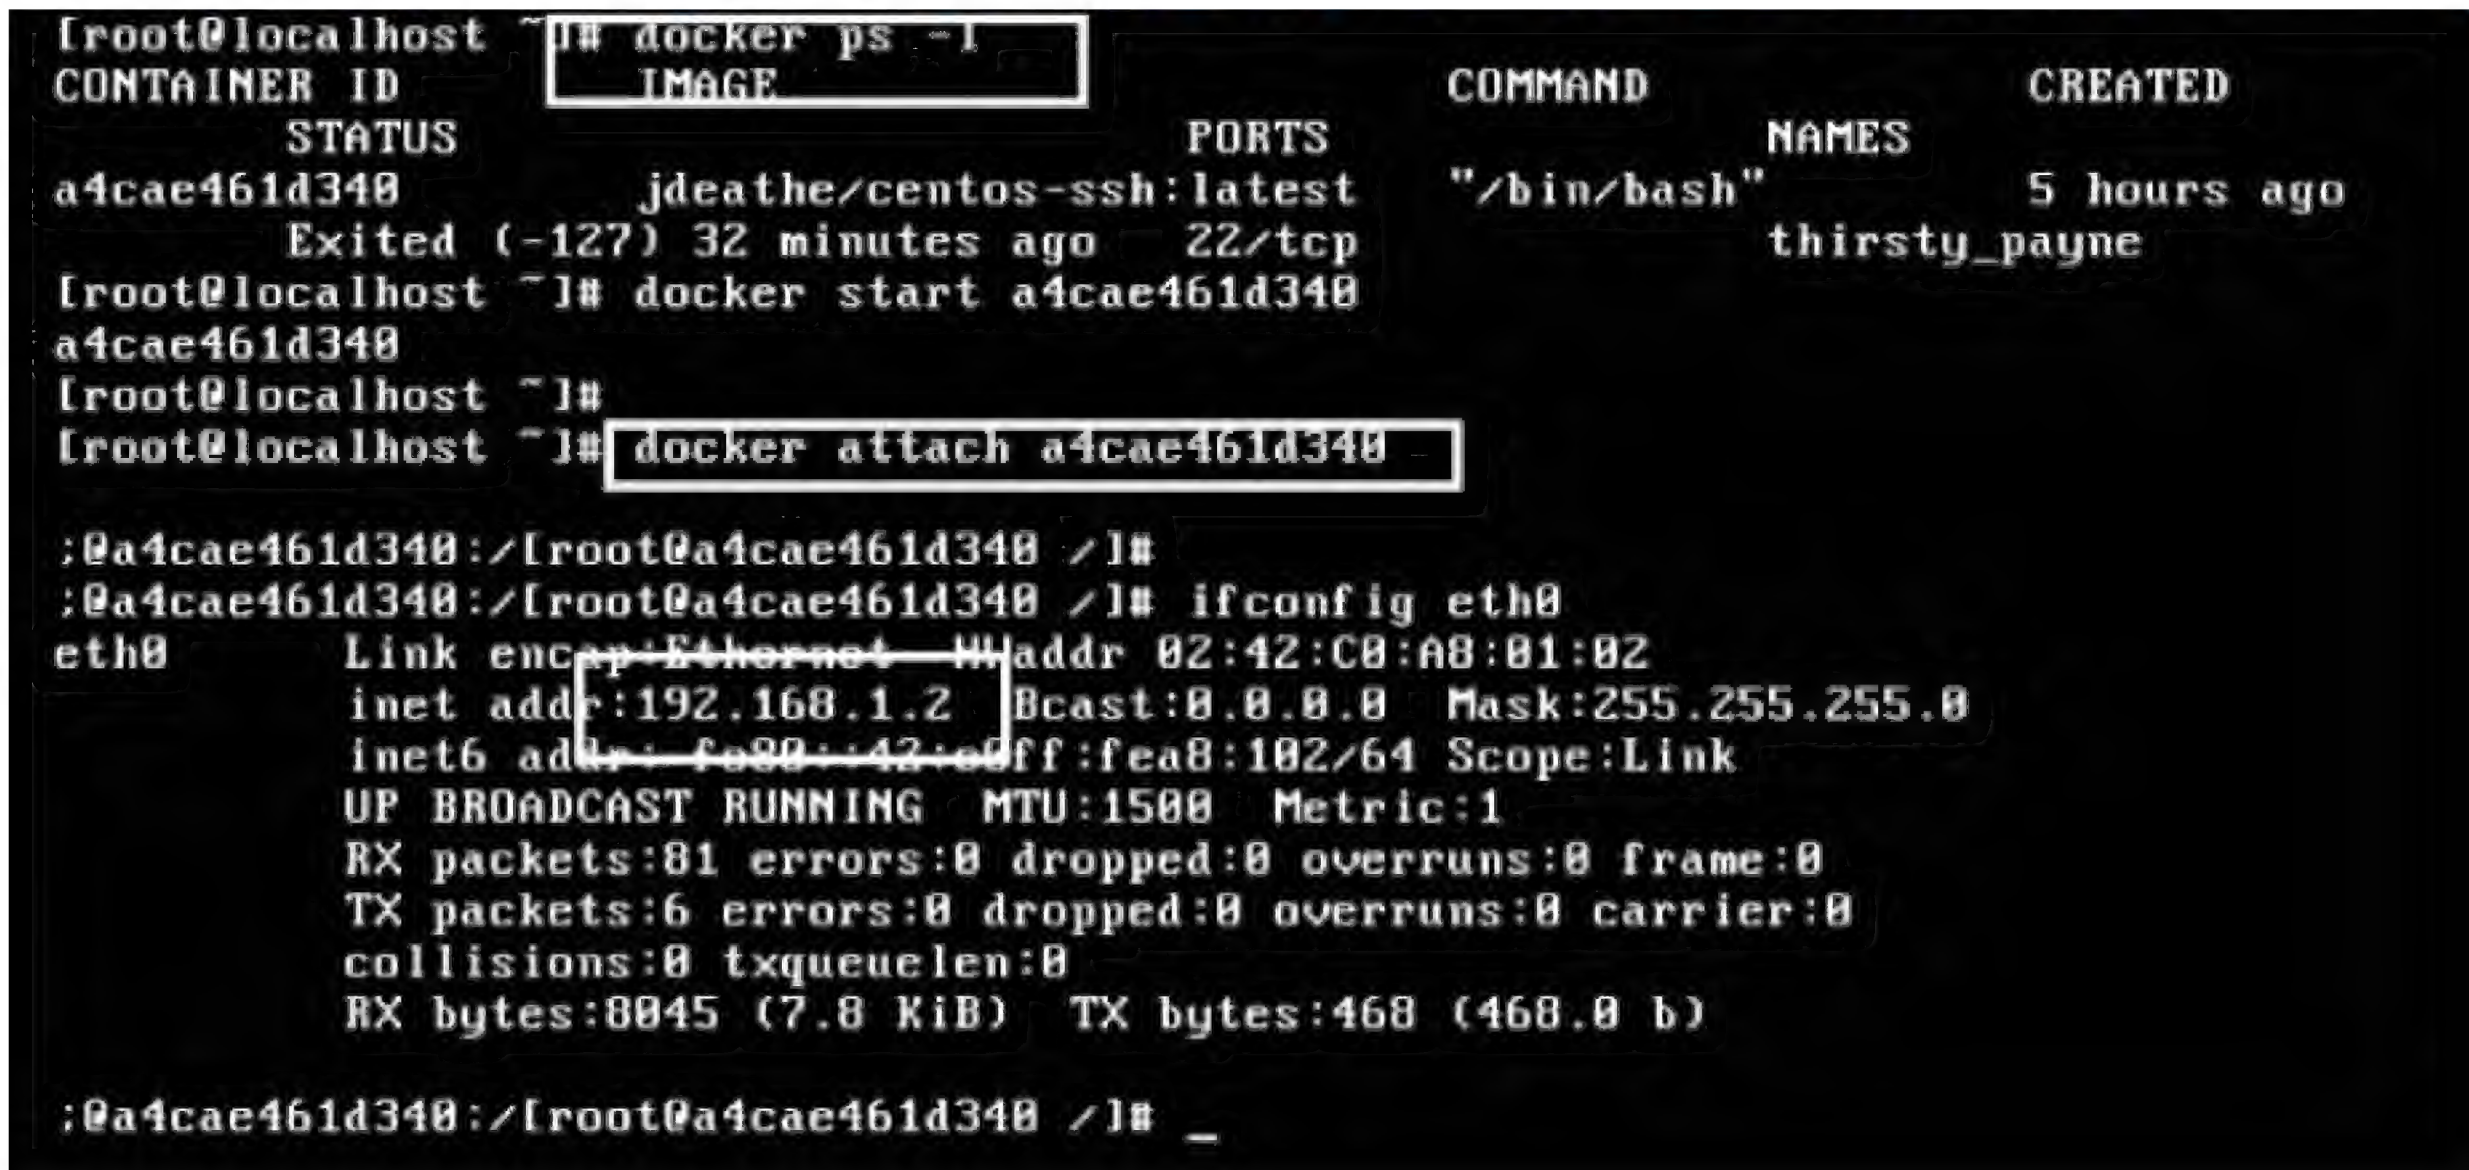 [root@localhost ~]# docker ps -l
CONTAINER ID IMAGE COMMAND CREATED
STATUS PORTS NAMES
a4cae461d340 jdeathe/centos-ssh:latest "/bin/bash" 5 hours ago
Exited (-127) 32 minutes ago 22/tcp thirsty_payne
[root@localhost ~]# docker start a4cae461d340
a4cae461d340
[root@localhost ~]#
[root@localhost ~]# docker attach a4cae461d340
;@a4cae461d340:/[root@a4cae461d340 /]#
;@a4cae461d340:/[root@a4cae461d340 /]# ifconfig eth0
eth0 Link encap:Ethernet HWaddr 02:42:C0:A8:01:02
inet addr:192.168.1.2 Bcast:0.0.0.0 Mask:255.255.255.0
inet6 addr: fe80::42:c0ff:fea8:102/64 Scope:Link
UP BROADCAST RUNNING MTU:1500 Metric:1
RX packets:81 errors:0 dropped:0 overruns:0 frame:0
TX packets:6 errors:0 dropped:0 overruns:0 carrier:0
collisions:0 txqueuelen:0
RX bytes:8045 (7.8 KiB) TX bytes:468 (468.0 b)
;@a4cae461d340:/[root@a4cae461d340 /]# _